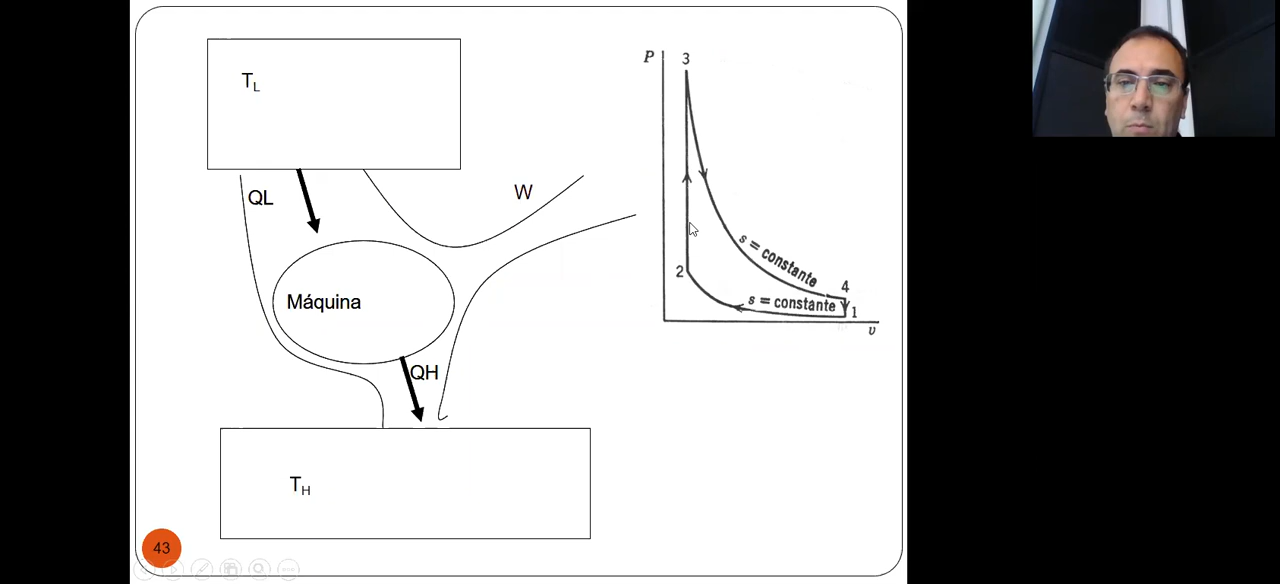 T_L
QL
W
Máquina
QH
T_H
43
P
3
s = constante
2
4
s = constante
1
v